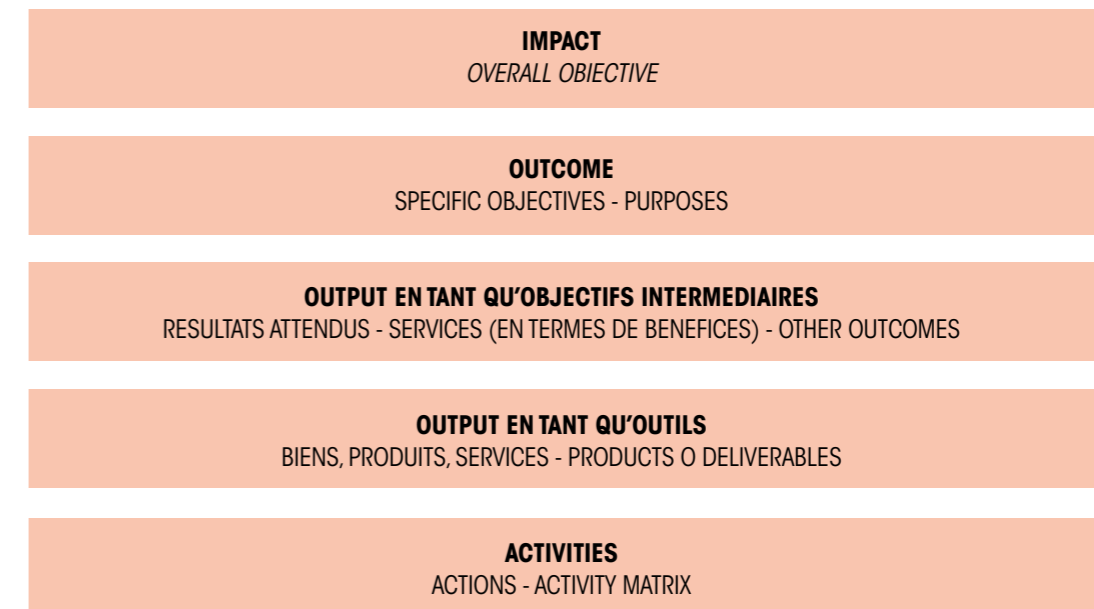 IMPACT
OVERALL OBIECTIVE
OUTCOME
SPECIFIC OBJECTIVES - PURPOSES
OUTPUT EN TANT QU'OBJECTIFS INTERMEDIAIRES
RESULTATS ATTENDUS - SERVICES (EN TERMES DE BENEFICES) - OTHER OUTCOMES
OUTPUT EN TANT QU'OUTILS
BIENS, PRODUITS, SERVICES - PRODUCTS O DELIVERABLES
ACTIVITIES
ACTIONS - ACTIVITY MATRIX